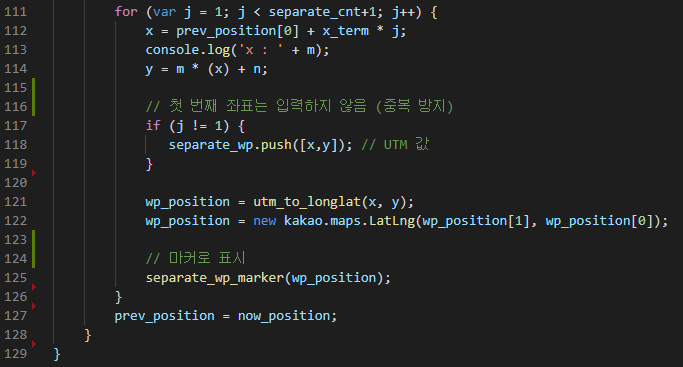 111 for (var j = 1; j < separate_cnt+1; j++) {
112 x = prev_position[0] + x_term * j;
113 console.log('x : ' + m);
114 y = m * (x) + n;
115
116 // 첫 번째 좌표는 입력하지 않음 (중복 방지)
117 if (j != 1) {
118 separate_wp.push([x,y]); // UTM 값
119 }
120
121 wp_position = utm_to_longlat(x, y);
122 wp_position = new kakao.maps.LatLng(wp_position[1], wp_position[0]);
123
124 // 마커로 표시
125 separate_wp_marker(wp_position);
126 }
127 prev_position = now_position;
128 }
129 }